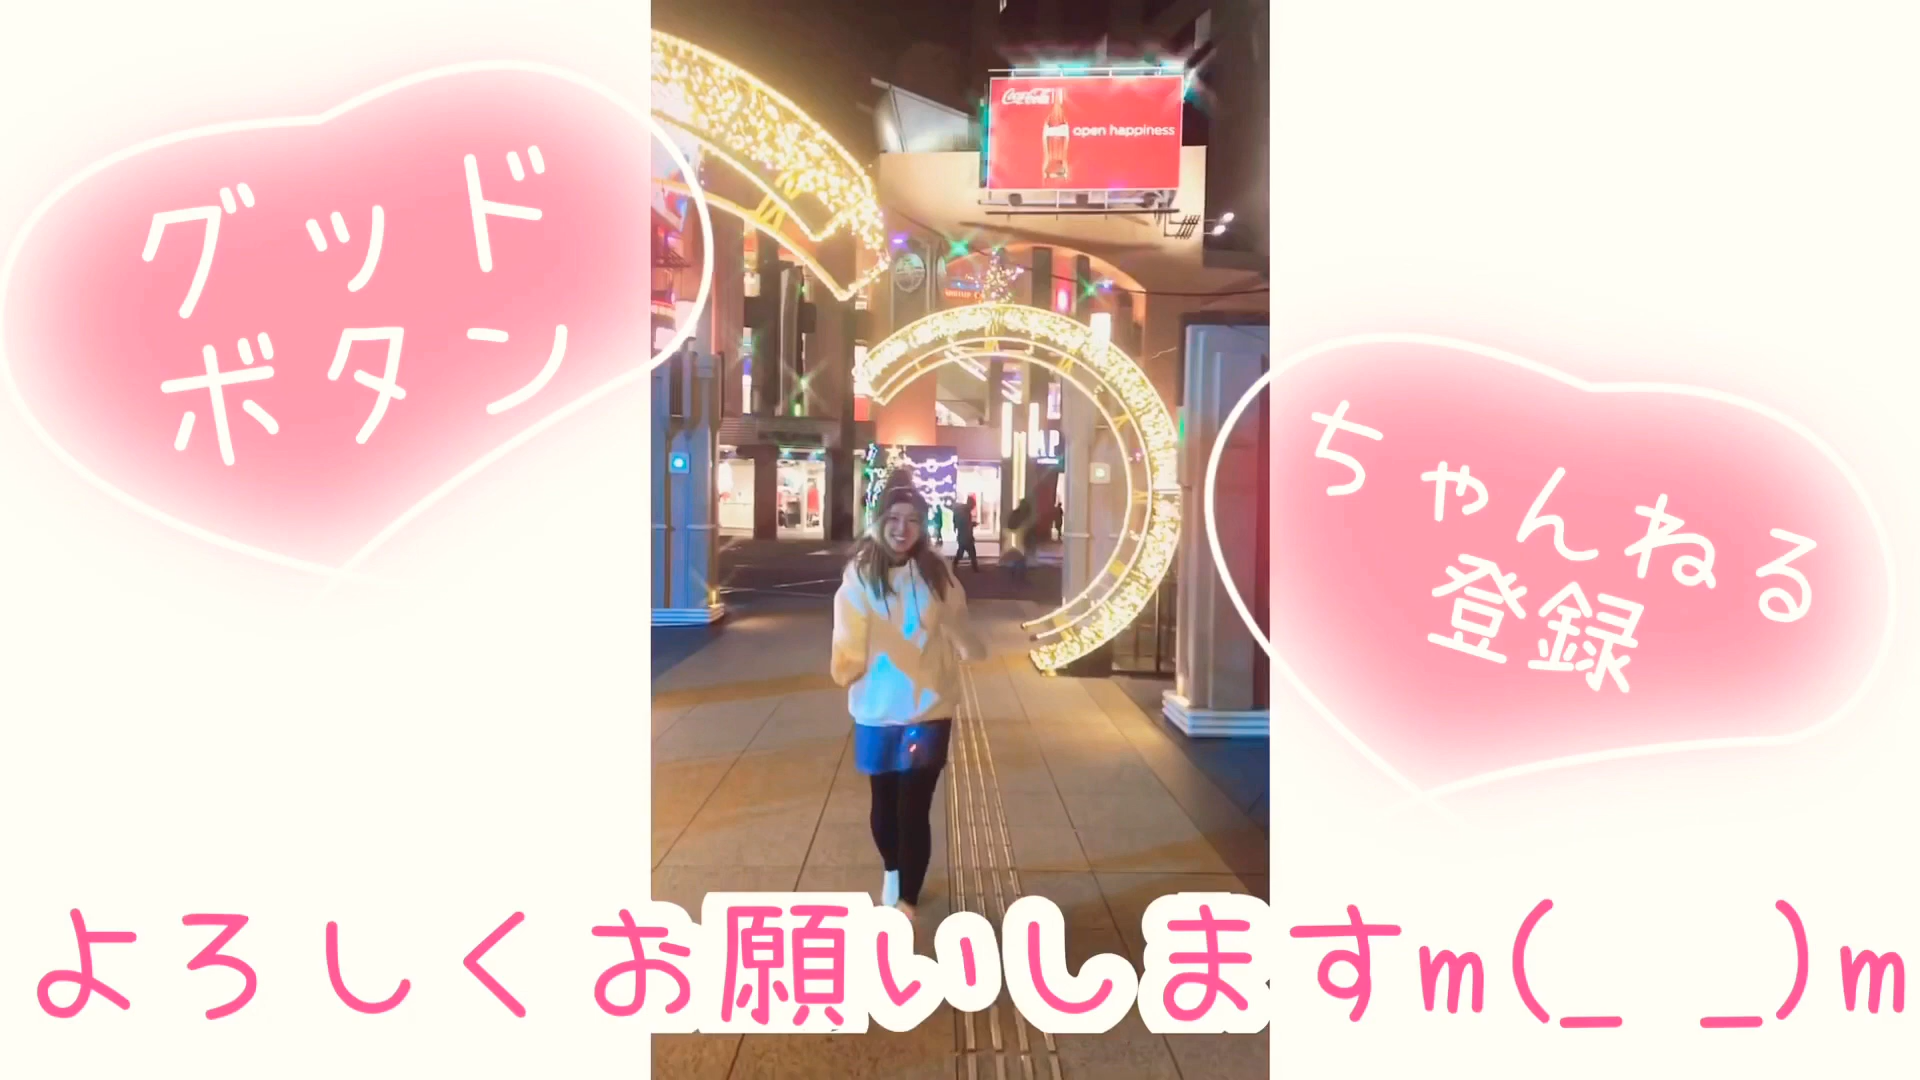 グッド
ボタン
Coca-Cola
open happiness
AP
ちゃんねる
登録
よろしくお願いしますm(_ _)m